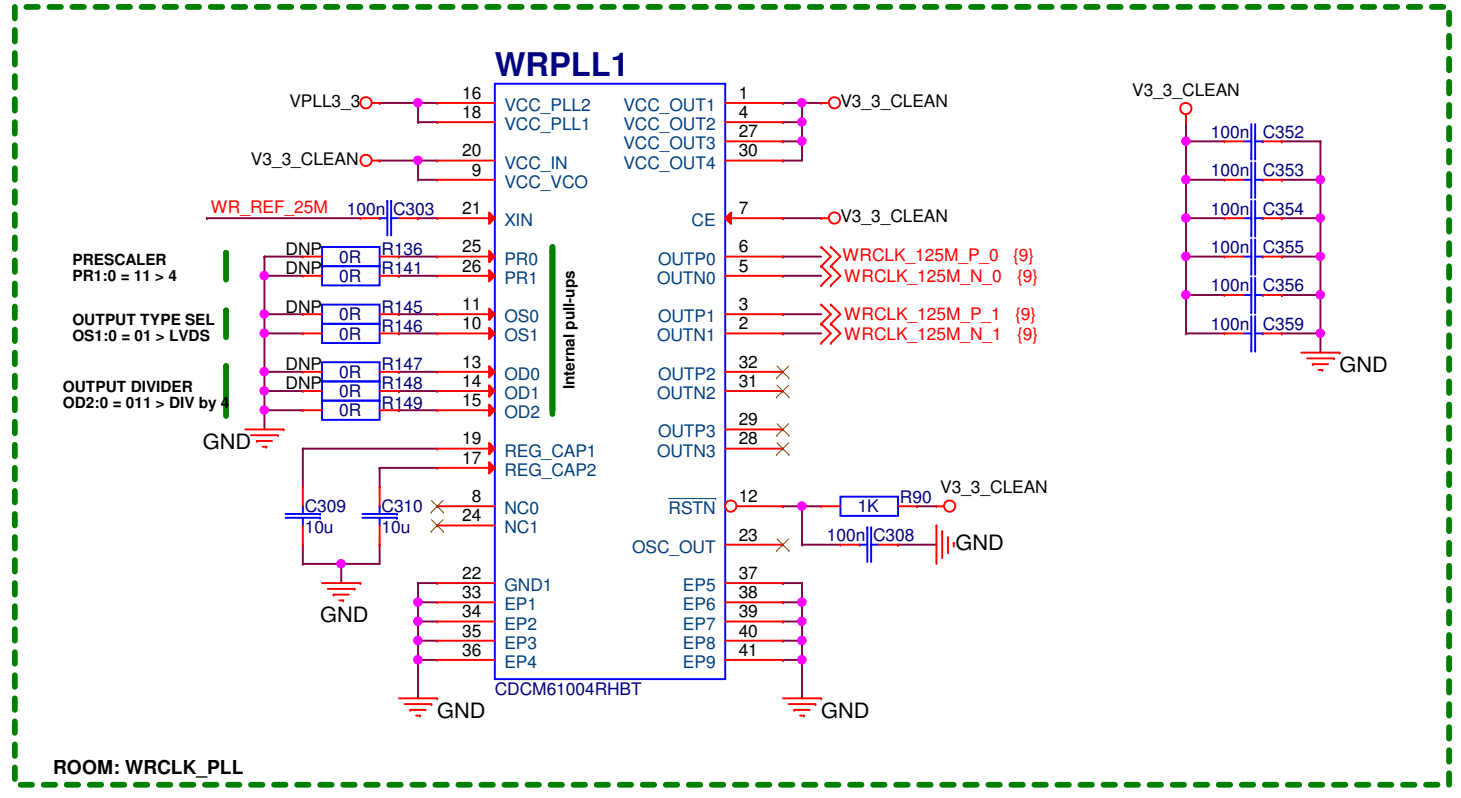 WRPLL1
VPLL3_3
16
VCC_PLL2
18
VCC_PLL1
V3_3_CLEAN
20
VCC_IN
9
VCC_VCO
WR_REF_25M
100n C303
21
XIN
PRESCALER
PR1:0 = 11 > 4
DNP 0R R136 25 PR0
DNP 0R R141 26 PR1
OUTPUT TYPE SEL
OS1:0 = 01 > LVDS
DNP 0R R145 11 OS0
0R R146 10 OS1
OUTPUT DIVIDER
OD2:0 = 011 > DIV by 4
DNP 0R R147 13 OD0
DNP 0R R148 14 OD1
0R R149 15 OD2
GND
Internal pull-ups
19 REG_CAP1
17 REG_CAP2
C309
10u
C310
10u
GND
8 NC0
24 NC1
22 GND1
33 EP1
34 EP2
35 EP3
36 EP4
GND
VCC_OUT1 1 V3_3_CLEAN
VCC_OUT2 4
VCC_OUT3 27
VCC_OUT4 30
CE 7 V3_3_CLEAN
OUTP0 6 WRCLK_125M_P_0 {9}
OUTN0 5 WRCLK_125M_N_0 {9}
OUTP1 3 WRCLK_125M_P_1 {9}
OUTN1 2 WRCLK_125M_N_1 {9}
OUTP2 32
OUTN2 31
OUTP3 29
OUTN3 28
RSTN 12 1K R90 V3_3_CLEAN
OSC_OUT 23
100n C308 GND
EP5 37
EP6 38
EP7 39
EP8 40
EP9 41
GND
CDCM61004RHBT
V3_3_CLEAN
100n C352
100n C353
100n C354
100n C355
100n C356
100n C359
GND
ROOM: WRCLK_PLL